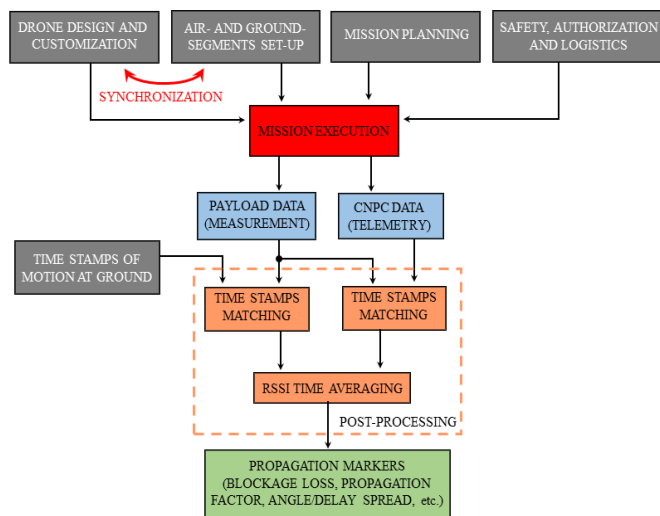 DRONE DESIGN AND
CUSTOMIZATION
AIR- AND GROUND-
SEGMENTS SET-UP
MISSION PLANNING
SAFETY, AUTHORIZATION
AND LOGISTICS
SYNCHRONIZATION
MISSION EXECUTION
PAYLOAD DATA
(MEASUREMENT)
CNPC DATA
(TELEMETRY)
TIME STAMPS OF
MOTION AT GROUND
TIME STAMPS
MATCHING
TIME STAMPS
MATCHING
RSSI TIME AVERAGING
POST-PROCESSING
PROPAGATION MARKERS
(BLOCKAGE LOSS, PROPAGATION
FACTOR, ANGLE/DELAY SPREAD, etc.)